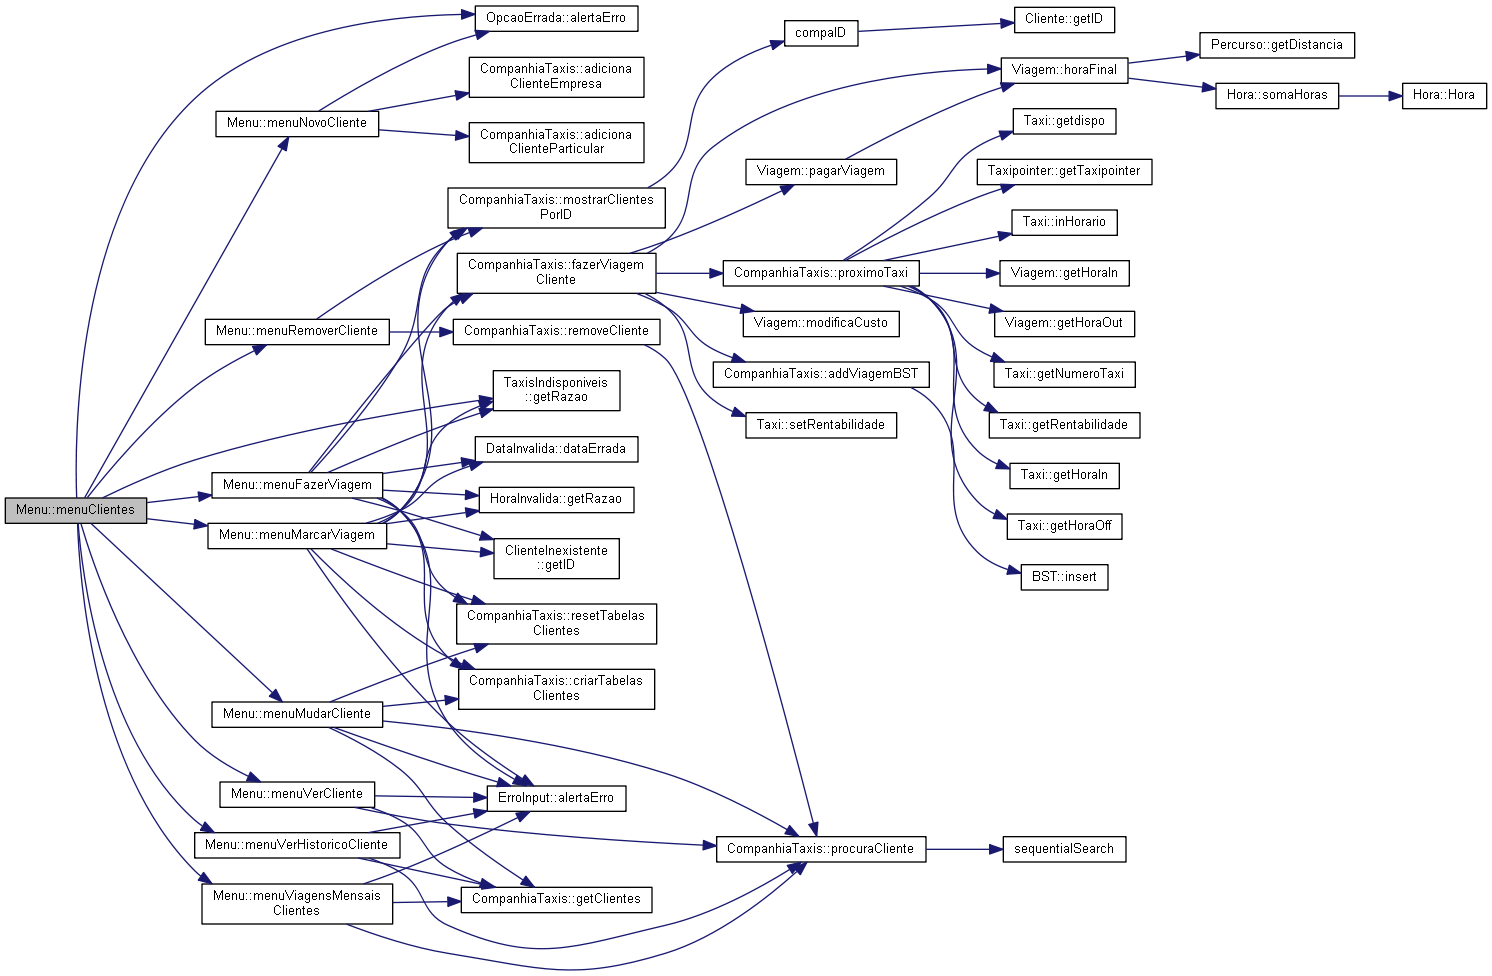 Menu::menuClientes
OpcaoErrada::alertaErro
Menu::menuNovoCliente
CompanhiaTaxis::adiciona
ClienteEmpresa
CompanhiaTaxis::adiciona
ClienteParticular
Menu::menuRemoverCliente
CompanhiaTaxis::mostrarClientes
PorID
CompanhiaTaxis::fazerViagem
Cliente
CompanhiaTaxis::removeCliente
TaxisIndisponiveis
::getRazao
Menu::menuFazerViagem
Menu::menuMarcarViagem
DataInvalida::dataErrada
HoraInvalida::getRazao
ClienteInexistente
::getID
CompanhiaTaxis::resetTabelas
Clientes
CompanhiaTaxis::criarTabelas
Clientes
Menu::menuMudarCliente
Menu::menuVerCliente
Menu::menuVerHistoricoCliente
Menu::menuViagensMensais
Clientes
ErroInput::alertaErro
CompanhiaTaxis::getClientes
compaID
Cliente::getID
Viagem::horaFinal
Percurso::getDistancia
Hora::somaHoras
Hora::Hora
Viagem::pagarViagem
CompanhiaTaxis::proximoTaxi
Viagem::modificaCusto
CompanhiaTaxis::addViagemBST
Taxi::setRentabilidade
Taxi::getdispo
Taxipointer::getTaxipointer
Taxi::inHorario
Viagem::getHoraIn
Viagem::getHoraOut
Taxi::getNumeroTaxi
Taxi::getRentabilidade
Taxi::getHoraIn
Taxi::getHoraOff
BST::insert
CompanhiaTaxis::procuraCliente
sequentialSearch